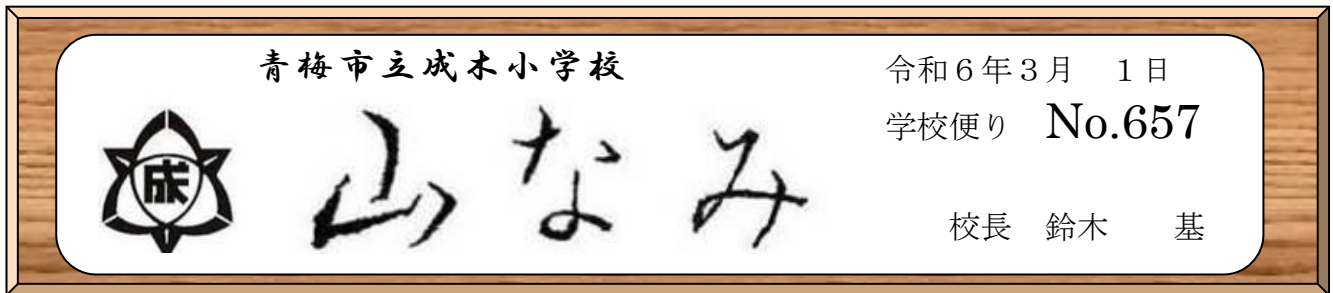 青梅市立成木小学校
令和６年３月　１日
学校便り　No.657
成
山なみ
校長　鈴木　　基